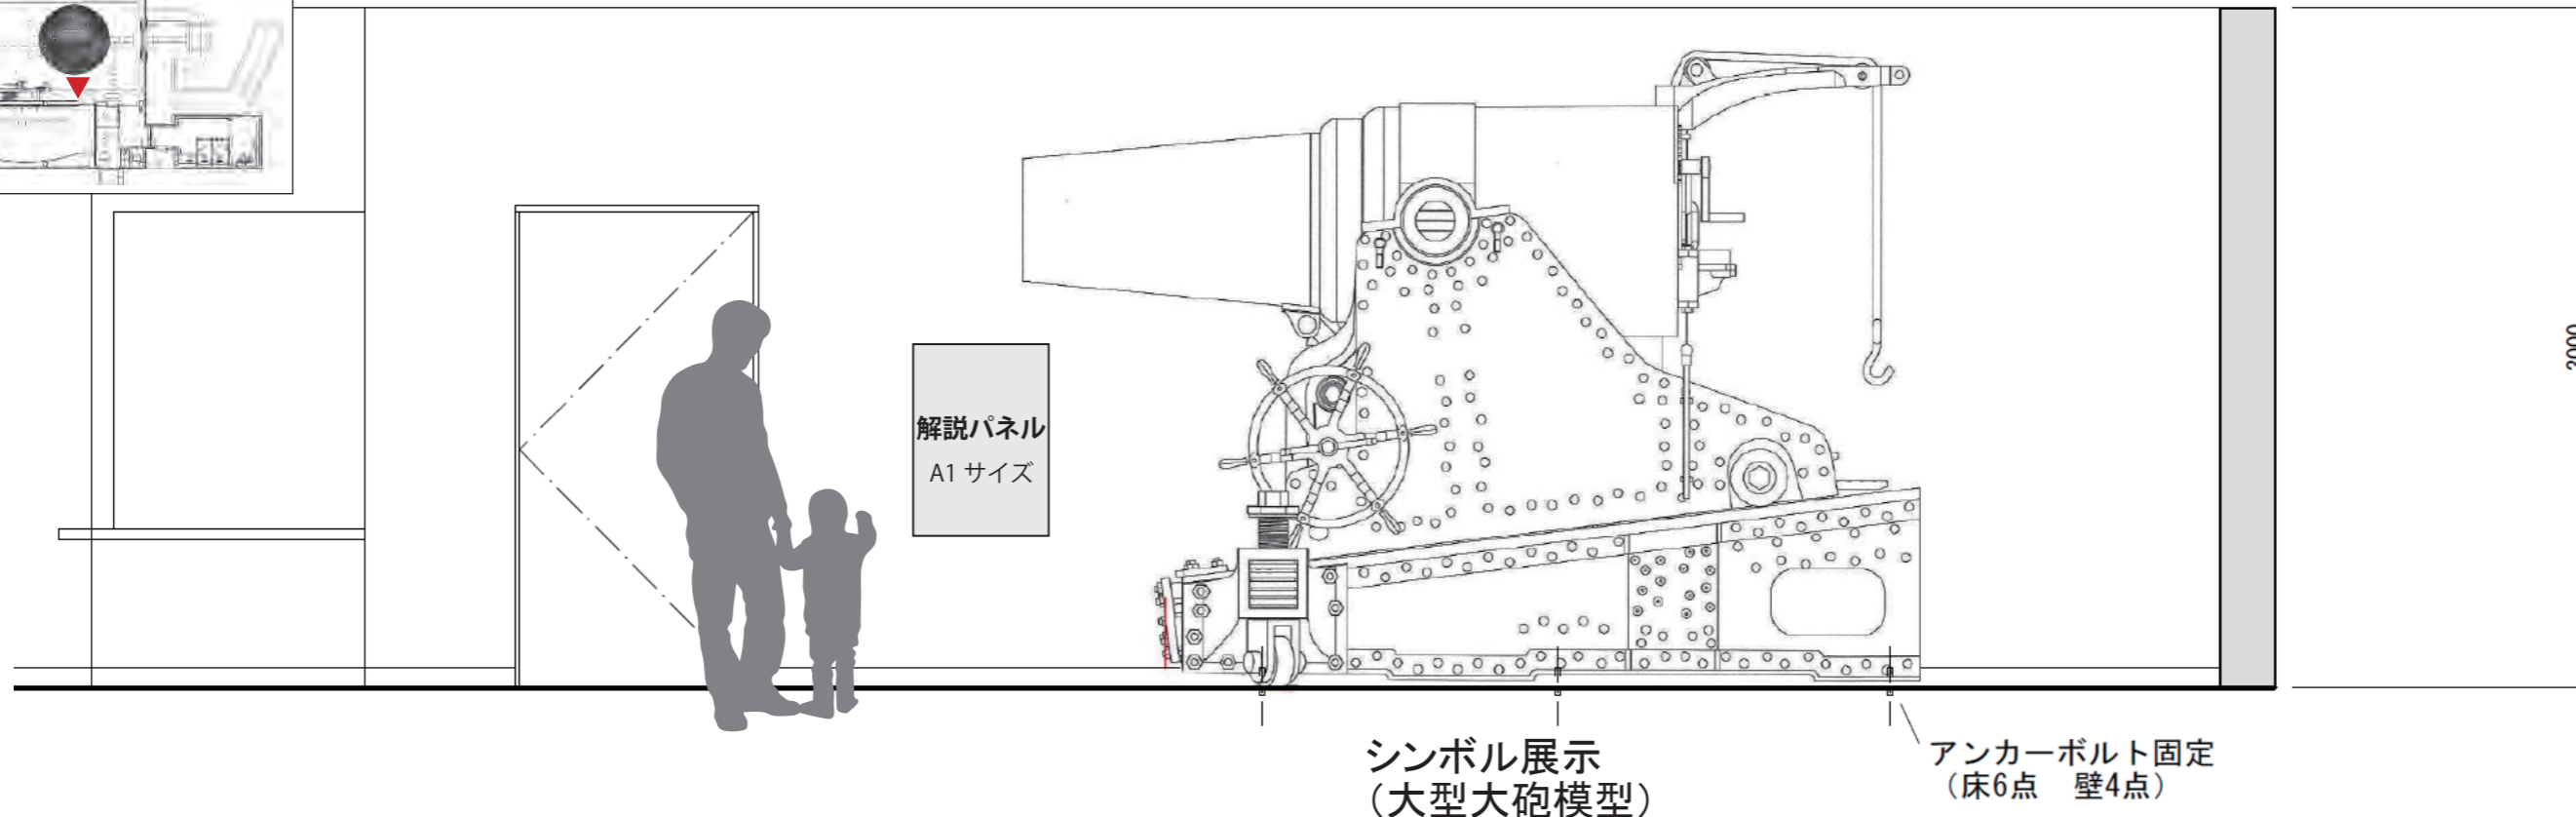 解説パネル
A1 サイズ
3000
シンボル展示
（大型大砲模型）
アンカーボルト固定
（床6点　壁4点）